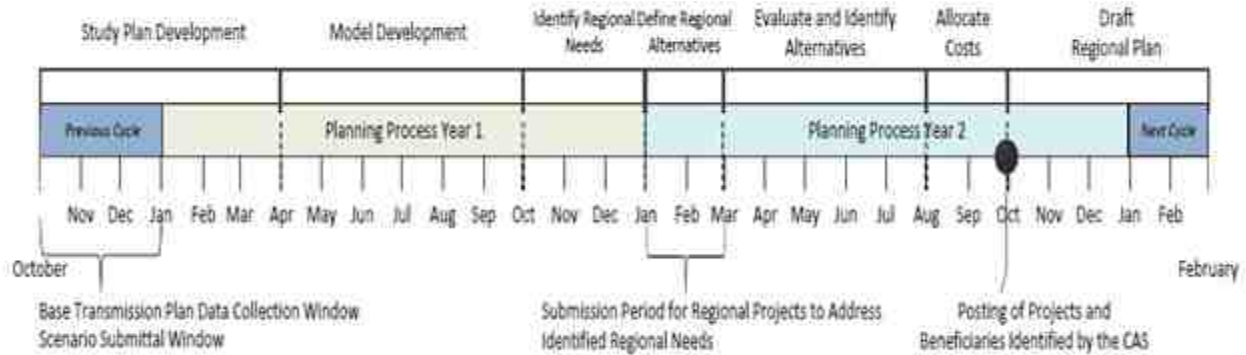 Study Plan Development
Model Development
Identify Regional
Needs
Define Regional
Alternatives
Evaluate and Identify
Alternatives
Allocate
Costs
Draft
Regional Plan
Previous Cycle
Planning Process Year 1
Planning Process Year 2
Next Cycle
Nov Dec Jan Feb Mar Apr May Jun Jul Aug Sep Oct Nov Dec Jan Feb Mar Apr May Jun Jul Aug Sep Oct Nov Dec Jan Feb
October
February
Base Transmission Plan Data Collection Window
Scenario Submittal Window
Submission Period for Regional Projects to Address
Identified Regional Needs
Posting of Projects and
Beneficiaries Identified by the CAS